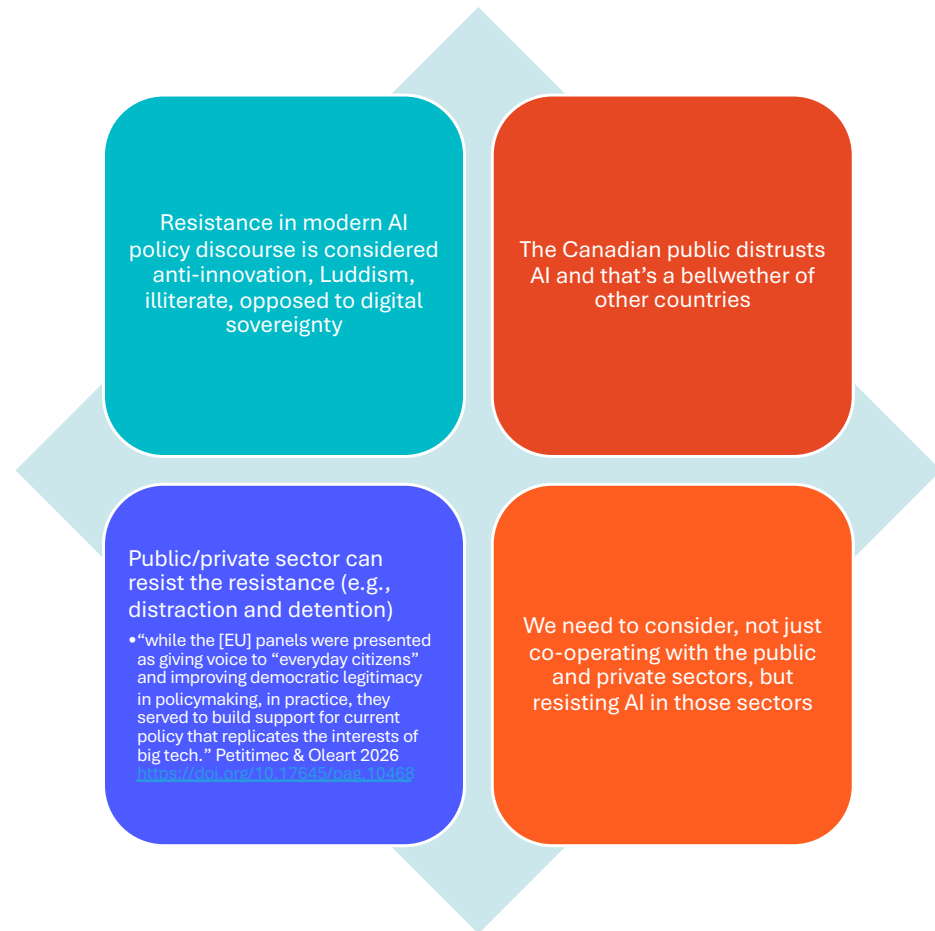 Resistance in modern AI
policy discourse is considered
anti-innovation, Luddism,
illiterate, opposed to digital
sovereignty
The Canadian public distrusts
AI and that’s a bellwether of
other countries
Public/private sector can
resist the resistance (e.g.,
distraction and detention)
•“while the [EU] panels were presented
as giving voice to “everyday citizens”
and improving democratic legitimacy
in policymaking, in practice, they
served to build support for current
policy that replicates the interests of
big tech.” Petitimec & Oleart 2026
https://doi.org/10.17645/pag.10468
We need to consider, not just
co-operating with the public
and private sectors, but
resisting AI in those sectors